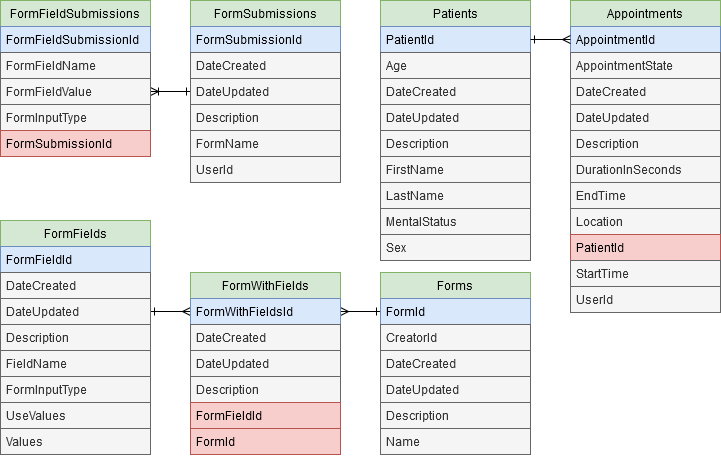 FormFieldSubmissions
FormFieldSubmissionId
FormFieldName
FormFieldValue
FormInputType
FormSubmissionId
FormSubmissions
FormSubmissionId
DateCreated
DateUpdated
Description
FormName
UserId
Patients
PatientId
Age
DateCreated
DateUpdated
Description
FirstName
LastName
MentalStatus
Sex
Appointments
AppointmentId
AppointmentState
DateCreated
DateUpdated
Description
DurationInSeconds
EndTime
Location
PatientId
StartTime
UserId
FormFields
FormFieldId
DateCreated
DateUpdated
Description
FieldName
FormInputType
UseValues
Values
FormWithFields
FormWithFieldsId
DateCreated
DateUpdated
Description
FormFieldId
FormId
Forms
FormId
CreatorId
DateCreated
DateUpdated
Description
Name